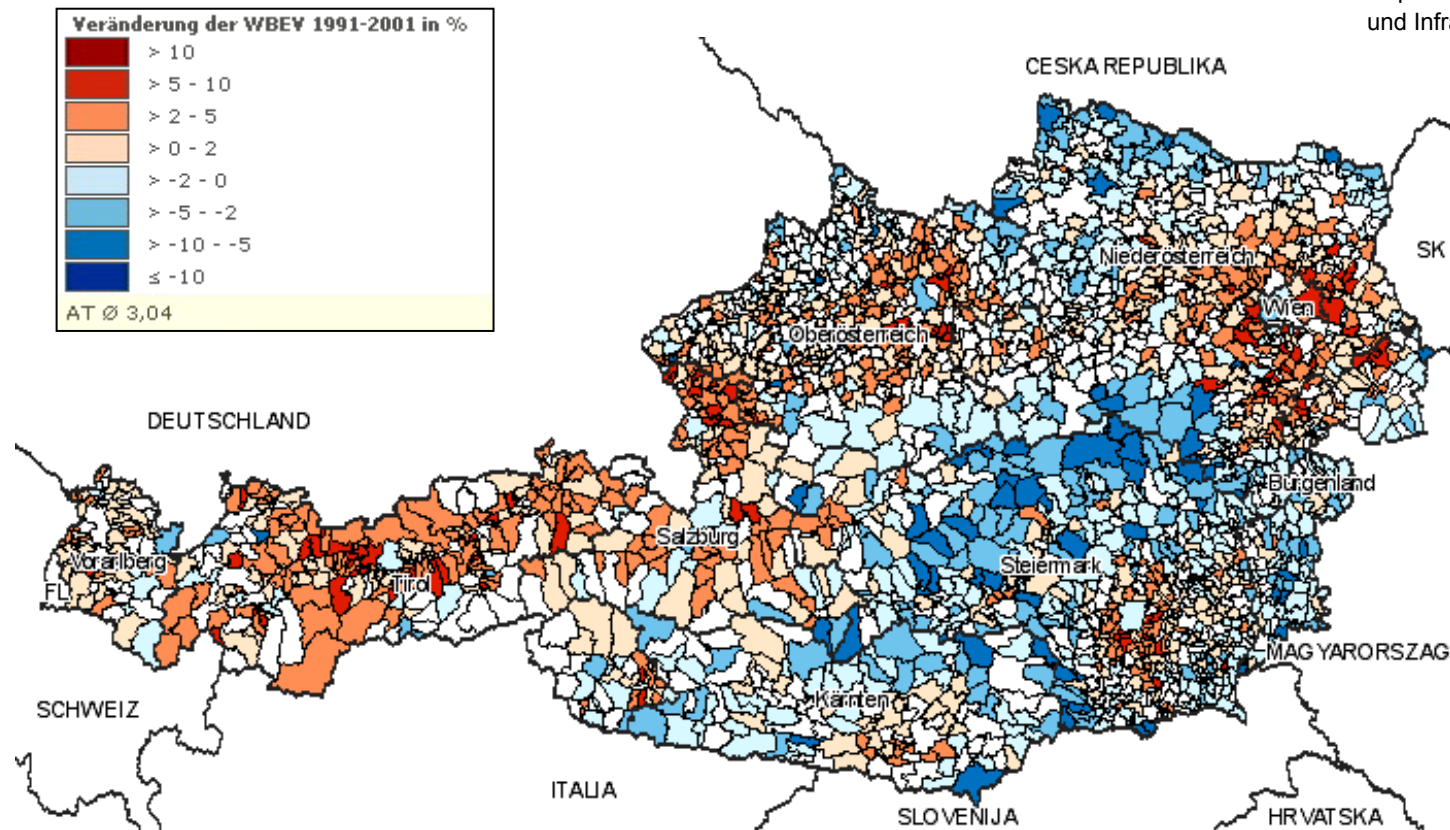 und Infra
Veränderung der WBEV 1991-2001 in %
> 10
> 5 - 10
> 2 - 5
> 0 - 2
> -2 - 0
> -5 - -2
> -10 - -5
≤ -10
AT Ø 3,04
CESKA REPUBLIKA
SK
Niederösterreich
Wien
Oberösterreich
DEUTSCHLAND
Burgenland
Salzburg
Vorarlberg
Steiermark
Tirol
FL
MAGYARORSZAG
Kärnten
SCHWEIZ
ITALIA
SLOVENIJA
HRVATSKA